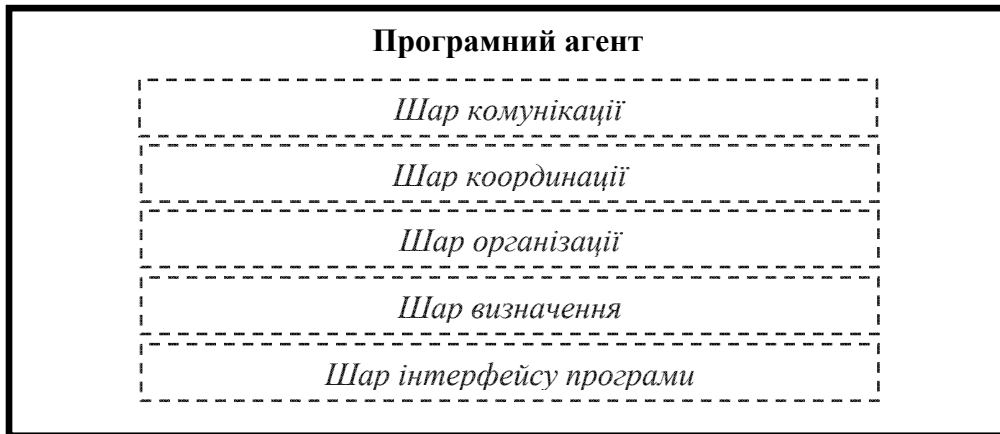 Програмний агент
Шар комунікації
Шар координації
Шар організації
Шар визначення
Шар інтерфейсу програми